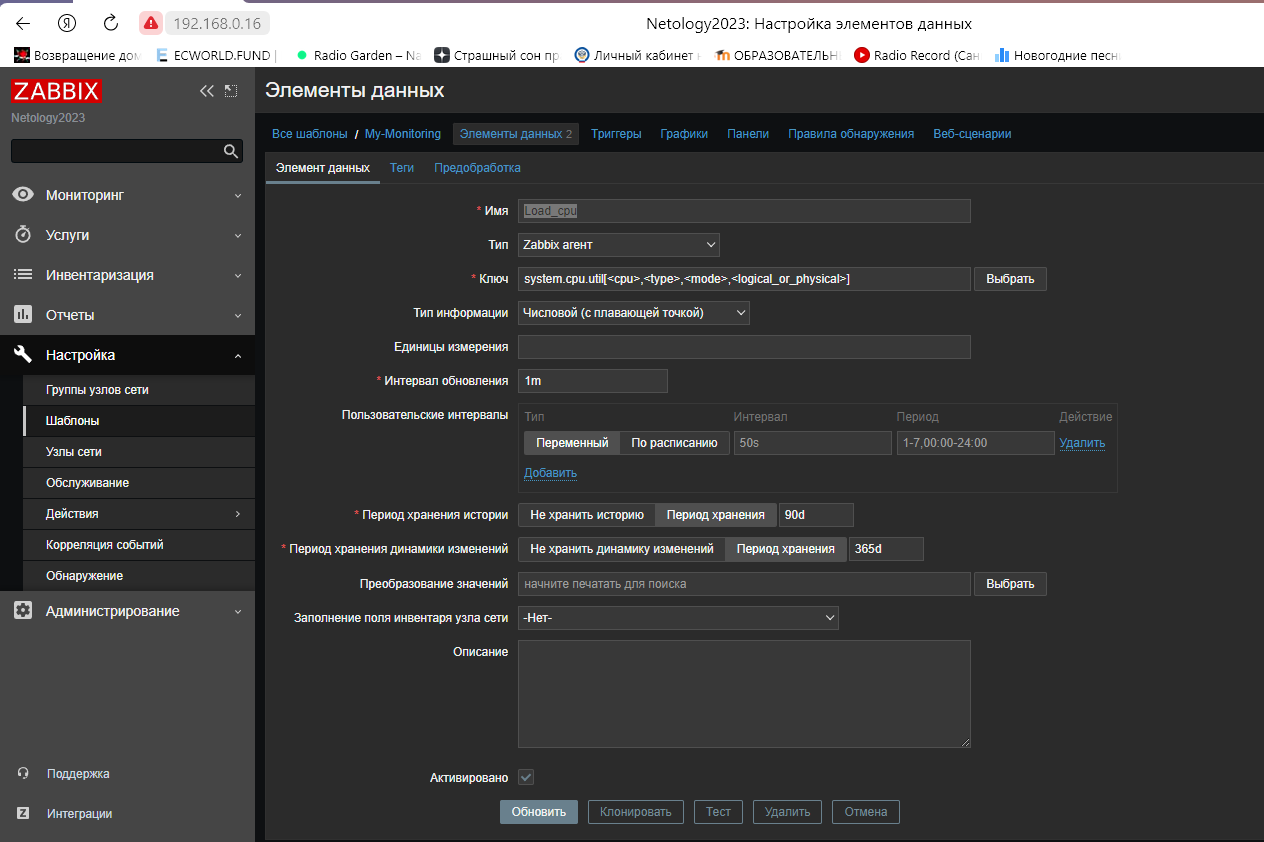 192.168.0.16 Netology2023: Настройка элементов данных
Возвращение дом ECWORLD.FUND | Radio Garden – Na Страшный сон пр Личный кабинет ОБРАЗОВАТЕЛЬН Radio Record (Сан Новогодние песн
ZABBIX
Netology2023
Мониторинг
Услуги
Инвентаризация
Отчеты
Настройка
Группы узлов сети
Шаблоны
Узлы сети
Обслуживание
Действия
Корреляция событий
Обнаружение
Администрирование
Поддержка
Интеграции
Элементы данных
Все шаблоны / My-Monitoring Элементы данных 2 Триггеры Графики Панели Правила обнаружения Веб-сценарии
Элемент данных Теги Предобработка
* Имя Load_cpu
Тип Zabbix агент
* Ключ system.cpu.util[<cpu>,<type>,<mode>,<logical_or_physical>] Выбрать
Тип информации Числовой (с плавающей точкой)
Единицы измерения
* Интервал обновления 1m
Пользовательские интервалы Тип Интервал Период Действие
Переменный По расписанию 50s 1-7,00:00-24:00 Удалить
Добавить
* Период хранения истории Не хранить историю Период хранения 90d
* Период хранения динамики изменений Не хранить динамику изменений Период хранения 365d
Преобразование значений начните печатать для поиска Выбрать
Заполнение поля инвентаря узла сети -Нет-
Описание
Активировано
Обновить Клонировать Тест Удалить Отмена